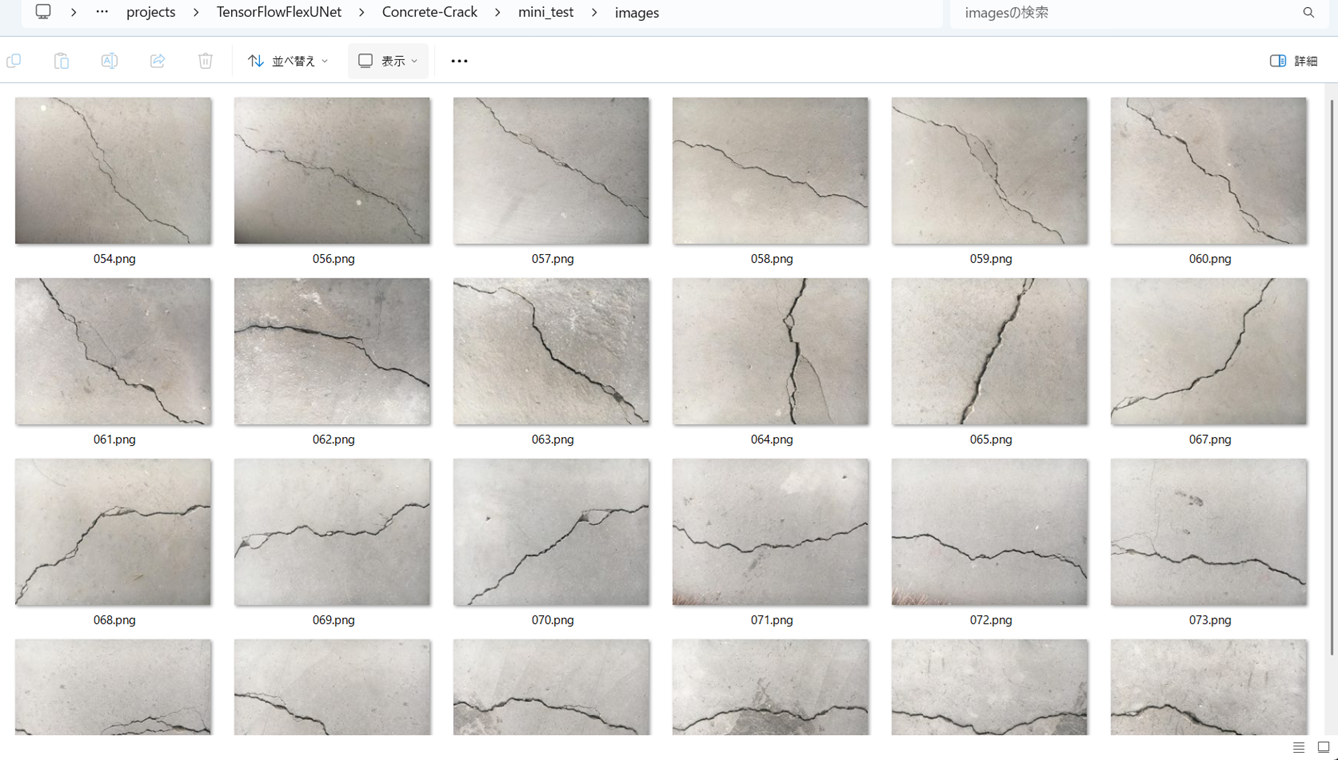 … projects TensorFlowFlexUNet Concrete-Crack mini_test images imagesの検索
並べ替え 表示 … 詳細
054.png 056.png 057.png 058.png 059.png 060.png
061.png 062.png 063.png 064.png 065.png 067.png
068.png 069.png 070.png 071.png 072.png 073.png